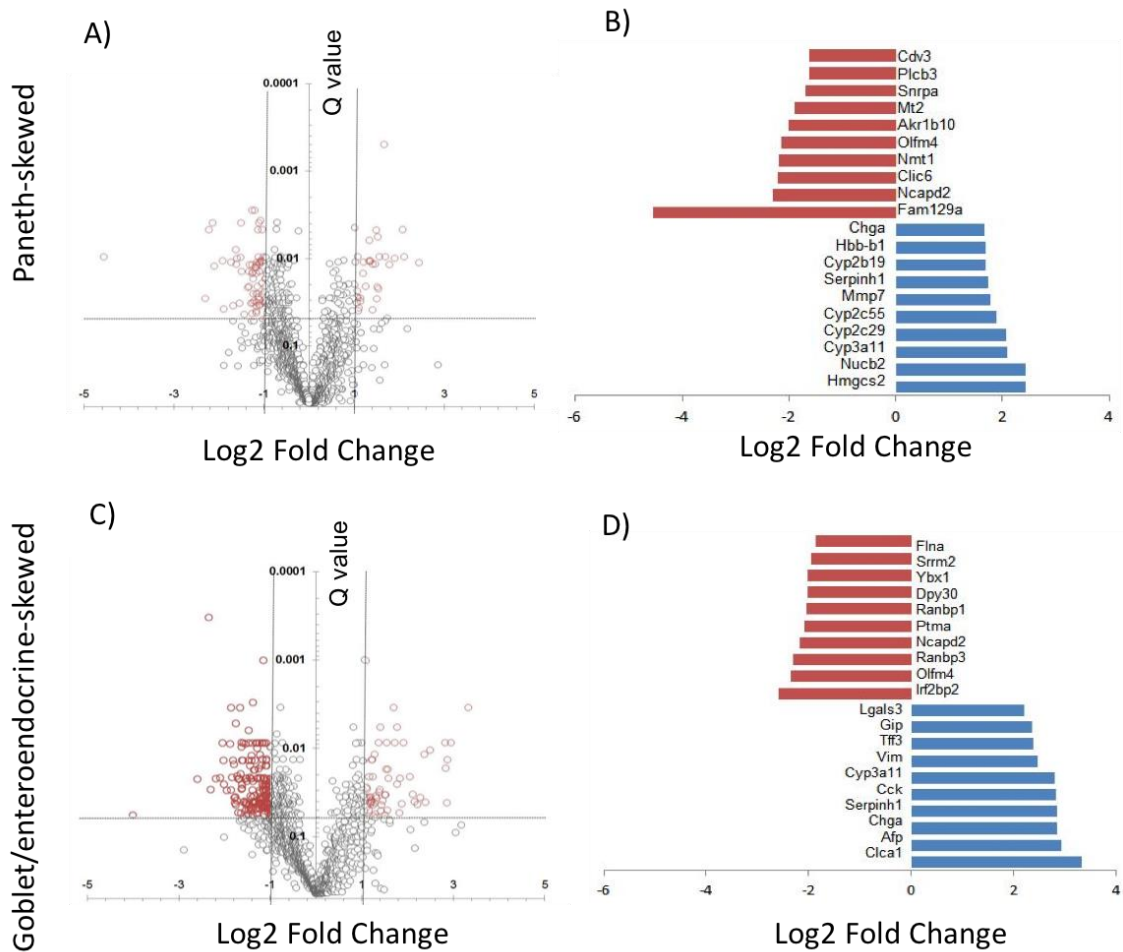 A)
Paneth-skewed
Q value
0.0001
0.001
0.01
0.1
-5
-3
-1
1
3
5
Log2 Fold Change
B)
Cdv3
Plcb3
Snrpa
Mt2
Akr1b10
Olfm4
Nmt1
Clic6
Ncapd2
Fam129a
Chga
Hbb-b1
Cyp2b19
Serpinh1
Mmp7
Cyp2c55
Cyp2c29
Cyp3a11
Nucb2
Hmgcs2
-6
-4
-2
0
2
4
Log2 Fold Change
C)
Goblet/enteroendocrine-skewed
Q value
0.0001
0.001
0.01
0.1
-5
-3
-1
1
3
5
Log2 Fold Change
D)
Flna
Srrm2
Ybx1
Dpy30
Ranbp1
Ptma
Ncapd2
Ranbp3
Olfm4
Irf2bp2
Lgals3
Gip
Tff3
Vim
Cyp3a11
Cck
Serpinh1
Chga
Afp
Clca1
-6
-4
-2
0
2
4
Log2 Fold Change